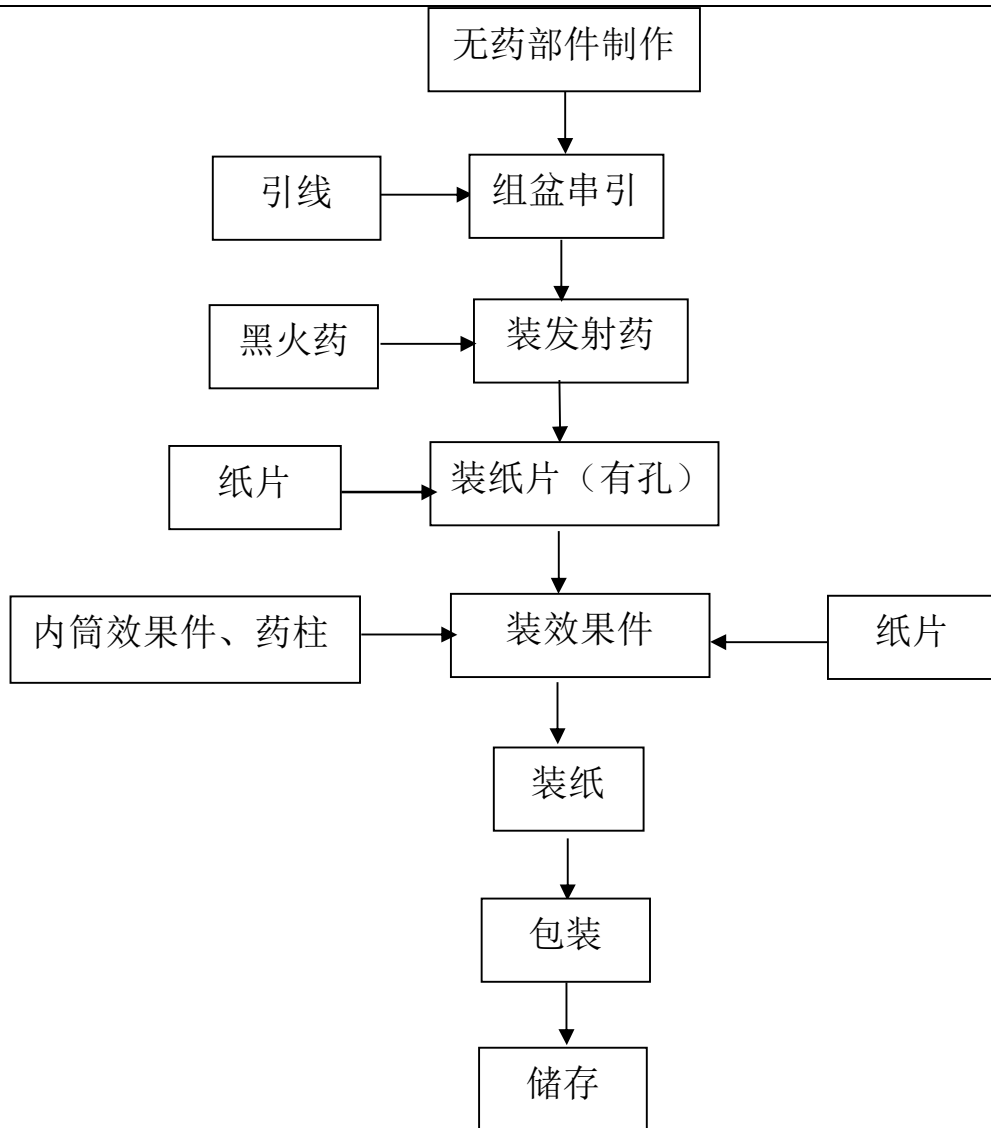 无药部件制作
引线
组盆串引
黑火药
装发射药
纸片
装纸片（有孔）
内筒效果件、药柱
装效果件
纸片
装纸
包装
储存